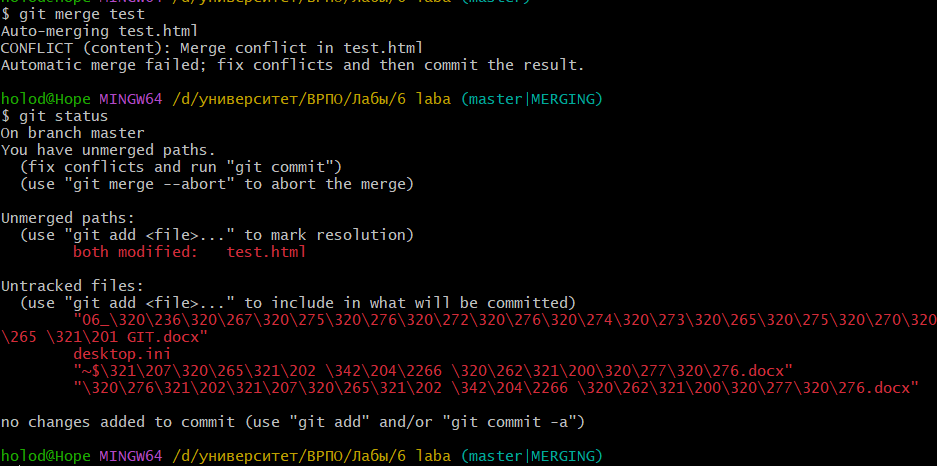 holod@Hope MINGW64 /d/университет/ВРПО/Лабы/6 laba (master)
$ git merge test
Auto-merging test.html
CONFLICT (content): Merge conflict in test.html
Automatic merge failed; fix conflicts and then commit the result.
holod@Hope MINGW64 /d/университет/ВРПО/Лабы/6 laba (master|MERGING)
$ git status
On branch master
You have unmerged paths.
(fix conflicts and run "git commit")
(use "git merge --abort" to abort the merge)
Unmerged paths:
(use "git add <file>..." to mark resolution)
both modified:   test.html
Untracked files:
(use "git add <file>..." to include in what will be committed)
"06_\320\236\320\267\320\275\320\276\320\272\320\276\320\274\320\273\320\265\320\275\320\270\320
\265 \321\201 GIT.docx"
desktop.ini
"~$\321\207\320\265\321\202 \342\204\2266 \320\262\321\200\320\277\320\276.docx"
"\320\276\321\202\321\207\320\265\321\202 \342\204\2266 \320\262\321\200\320\277\320\276.docx"
no changes added to commit (use "git add" and/or "git commit -a")
holod@Hope MINGW64 /d/университет/ВРПО/Лабы/6 laba (master|MERGING)